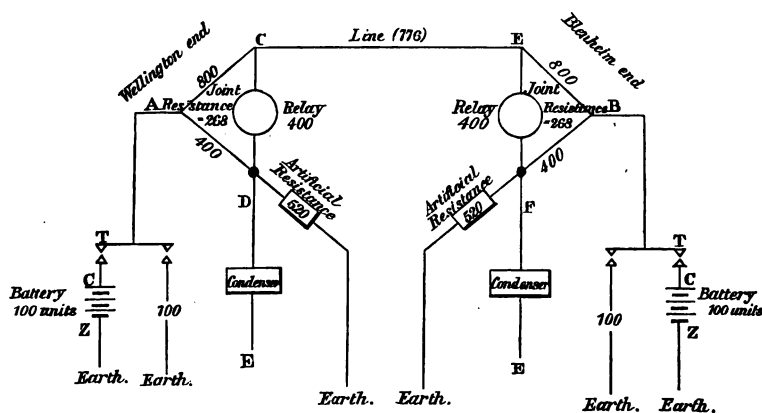 Wellington end
Blenheim end
C
Line (776)
E
800
800
A
Joint
Resistance
=268
Relay
400
Relay
400
Joint
Resistance
=268
B
400
400
Artificial
Resistance
520
Artificial
Resistance
520
D
F
T
T
C
C
Battery
100 units
Z
100
Condenser
Condenser
100
Battery
100 units
Z
E
E
Earth.
Earth.
Earth.
Earth.
Earth.
Earth.